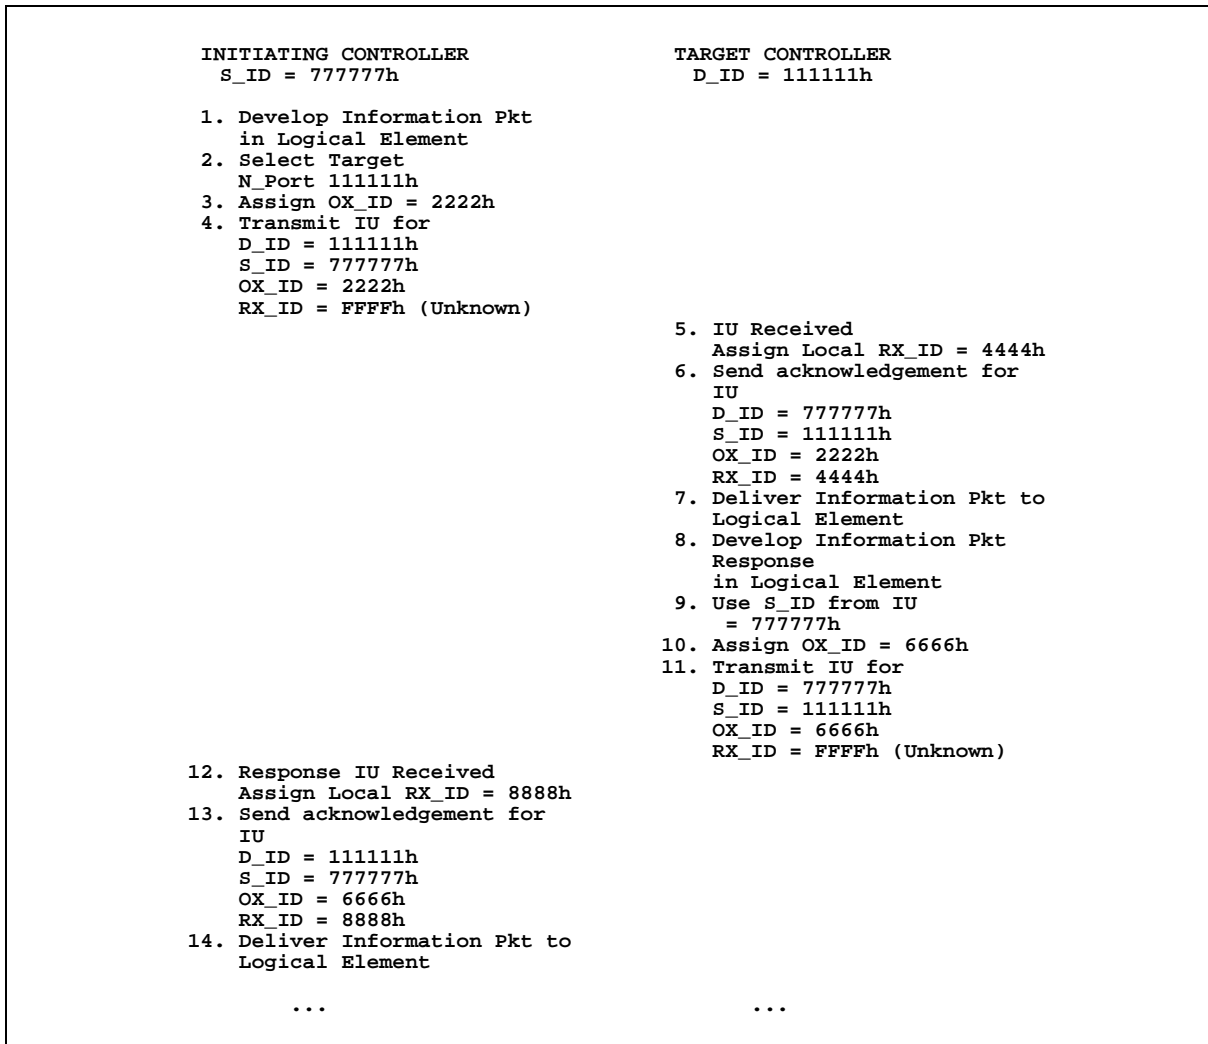 INITIATING CONTROLLER TARGET CONTROLLER
S_ID = 777777h D_ID = 111111h
1. Develop Information Pkt
in Logical Element
2. Select Target
N_Port 111111h
3. Assign OX_ID = 2222h
4. Transmit IU for
D_ID = 111111h
S_ID = 777777h
OX_ID = 2222h
RX_ID = FFFFh (Unknown)
5. IU Received
Assign Local RX_ID = 4444h
6. Send acknowledgement for
IU
D_ID = 777777h
S_ID = 111111h
OX_ID = 2222h
RX_ID = 4444h
7. Deliver Information Pkt to
Logical Element
8. Develop Information Pkt
Response
in Logical Element
9. Use S_ID from IU
= 777777h
10. Assign OX_ID = 6666h
11. Transmit IU for
D_ID = 777777h
S_ID = 111111h
OX_ID = 6666h
RX_ID = FFFFh (Unknown)
12. Response IU Received
Assign Local RX_ID = 8888h
13. Send acknowledgement for
IU
D_ID = 111111h
S_ID = 777777h
OX_ID = 6666h
RX_ID = 8888h
14. Deliver Information Pkt to
Logical Element
... ...